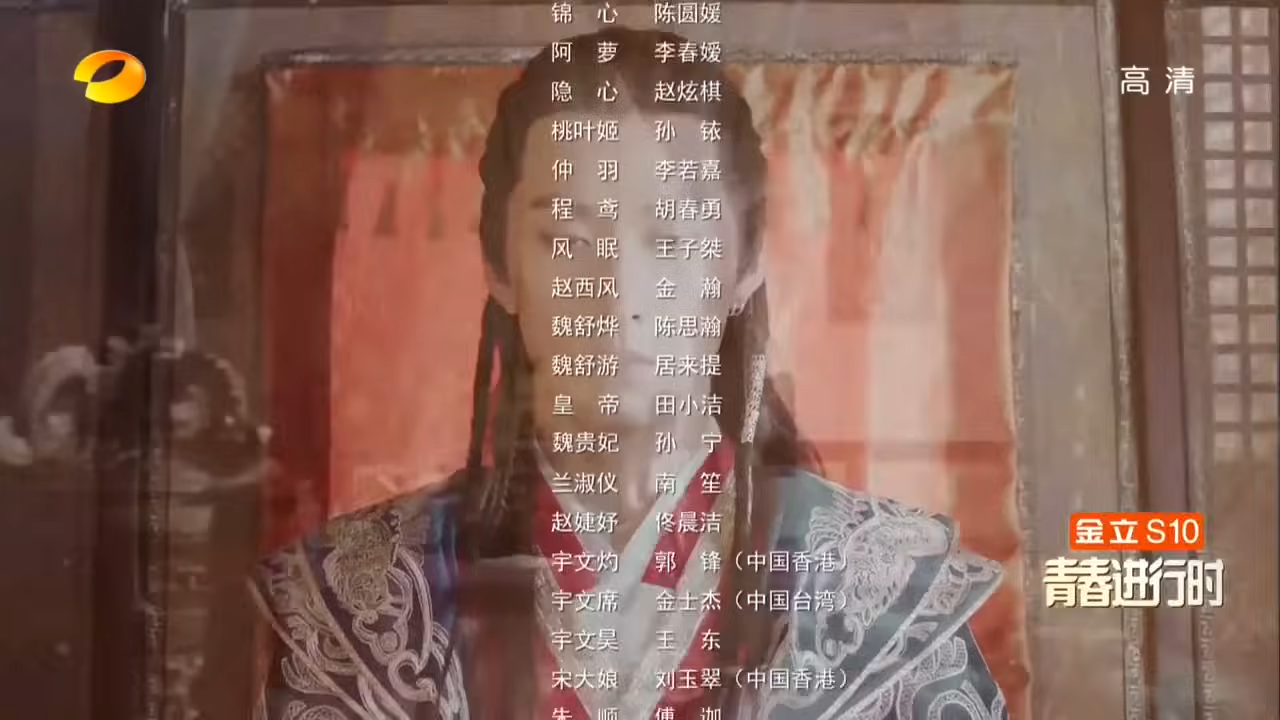 锦 心 陈圆媛
阿 萝 李春嫒
隐 心 赵炫棋
桃叶姬 孙 铱
仲 羽 李若嘉
程 鸢 胡春勇
风 眠 王子桀
赵西风 金 瀚
魏舒烨 陈思瀚
魏舒游 居来提
皇 帝 田小洁
魏贵妃 孙 宁
兰淑仪 南 笙
赵婕妤 佟晨洁
宇文灼 郭 锋（中国香港）
宇文席 金士杰（中国台湾）
宇文昊 王 东
宋大娘 刘玉翠（中国香港）
朱 顺 傅 迦
高 清
金立 S10
青春进行时